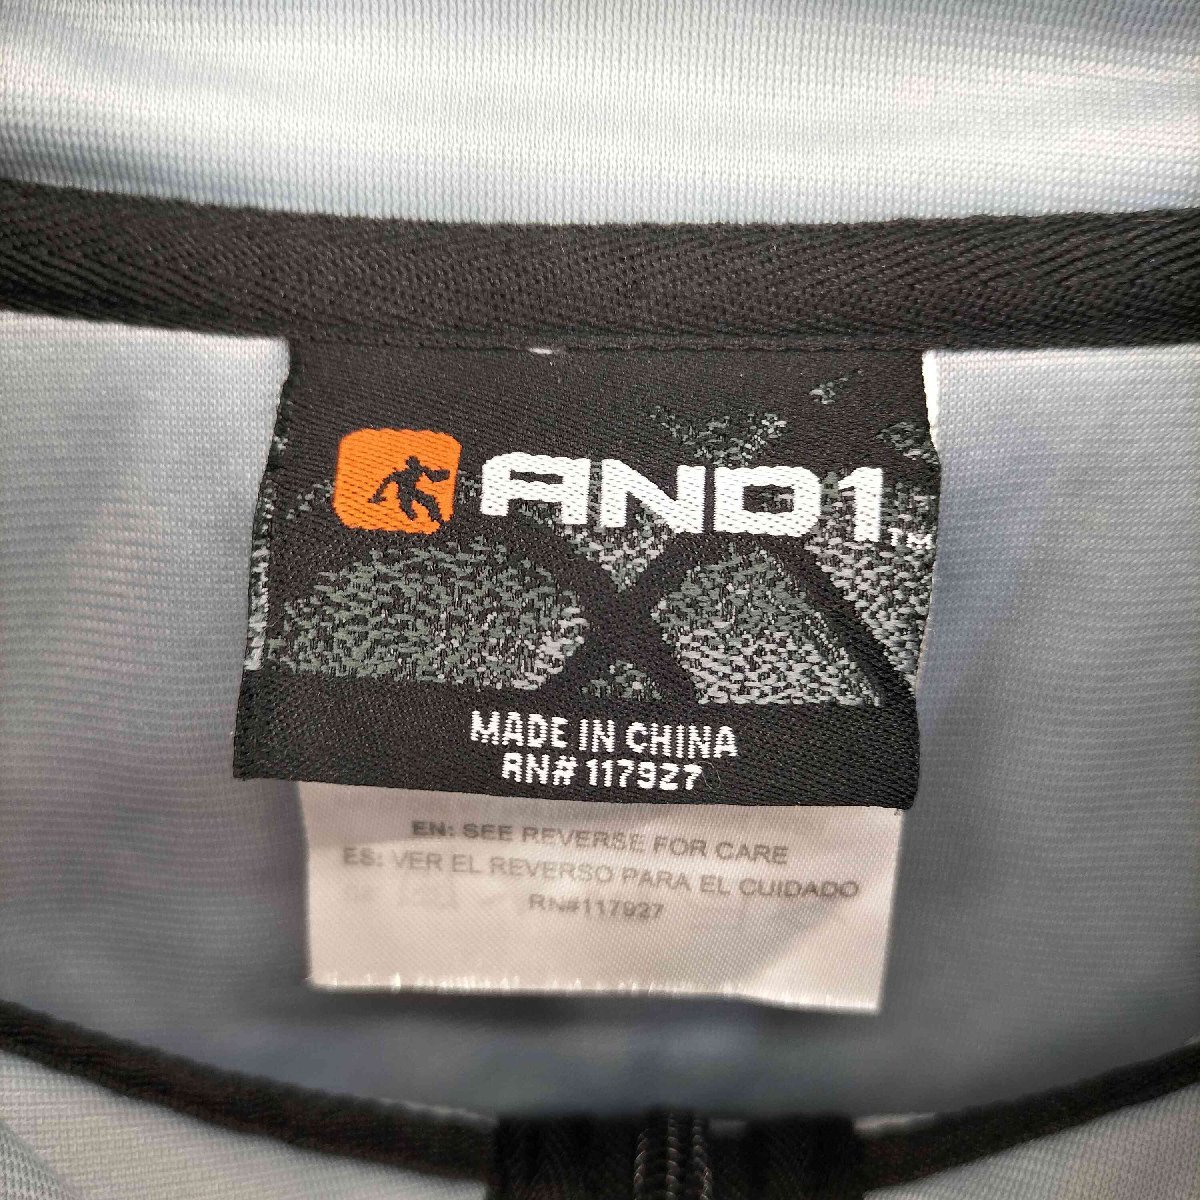 AND1™
MADE IN CHINA
RN# 117927
EN: SEE REVERSE FOR CARE
ES: VER EL REVERSO PARA EL CUIDADO
RN#117927